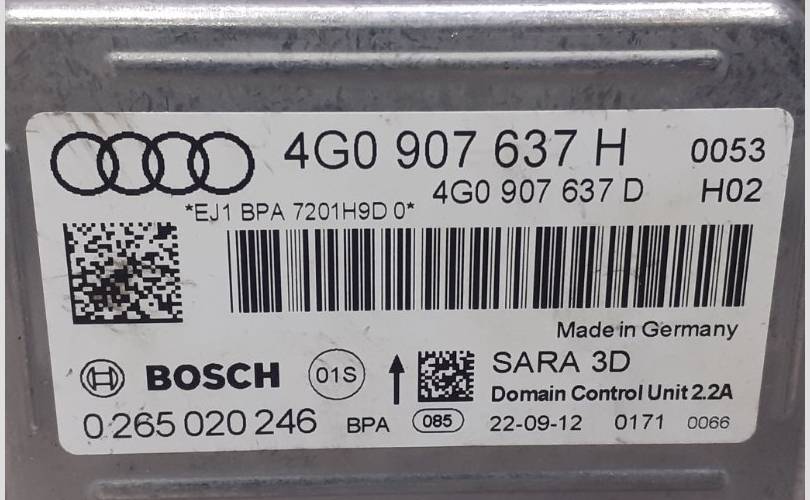 4G0 907 637 H 0053
4G0 907 637 D H02
*EJ1 BPA 7201H9D 0*
Made in Germany
BOSCH 01S SARA 3D
Domain Control Unit 2.2A
0 265 020 246 BPA 085 22-09-12 0171 0066